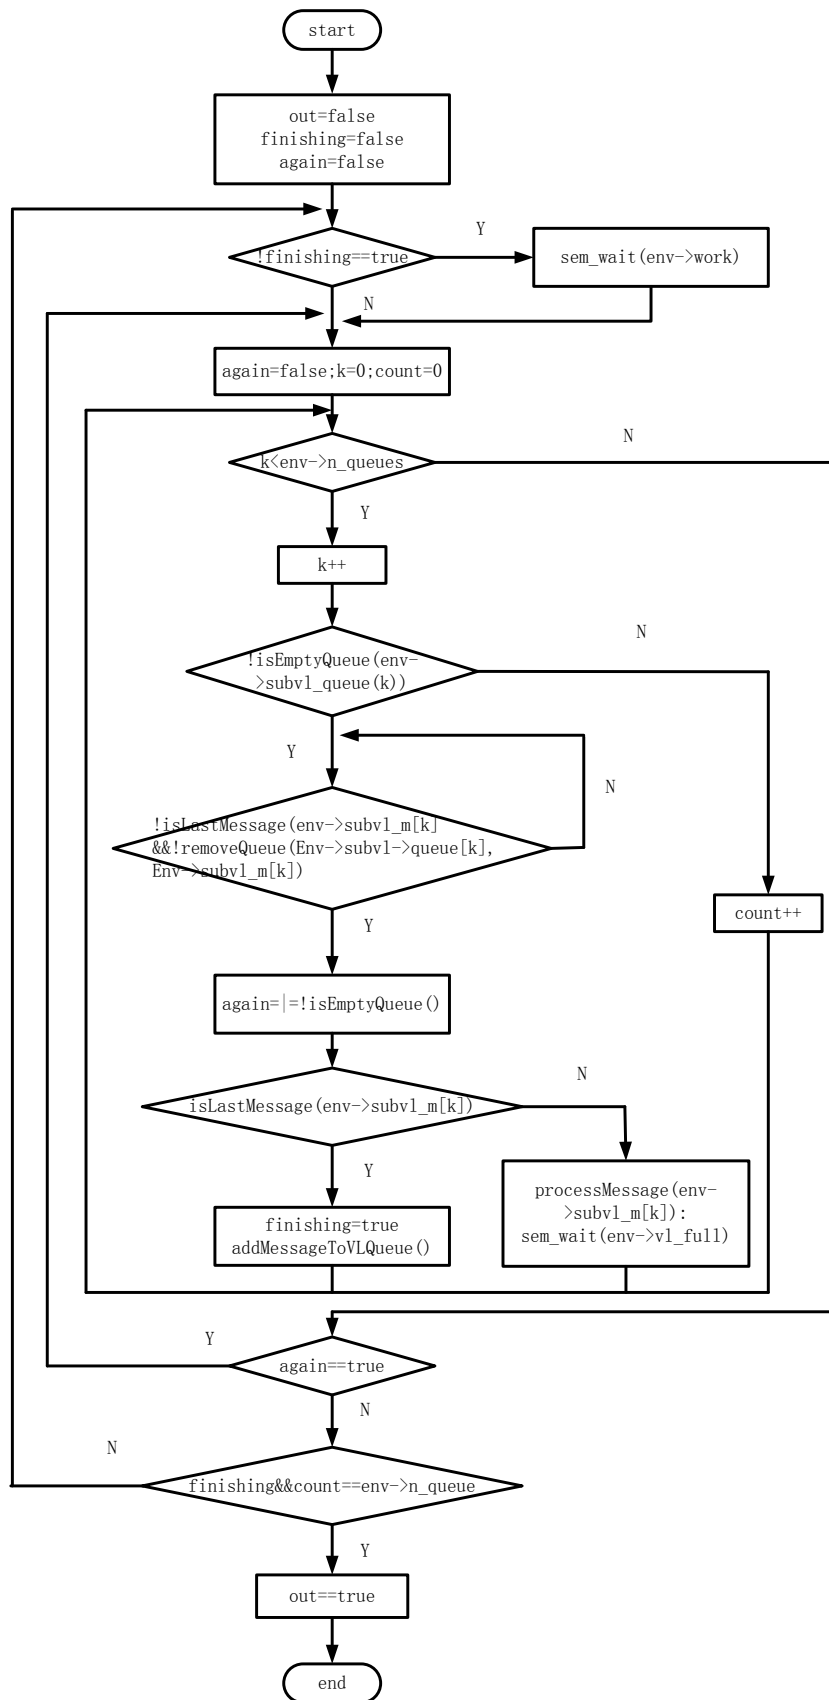 start
out=false
finishing=false
again=false
!finishing==true
Y
sem_wait(env->work)
N
again=false;k=0;count=0
k<env->n_queues
N
Y
k++
!isEmptyQueue(env-
>subvl_queue(k))
N
Y
N
!isLastMessage(env->subvl_m[k]
&&!removeQueue(Env->subvl->queue[k],
Env->subvl_m[k])
Y
count++
again=|=!isEmptyQueue()
isLastMessage(env->subvl_m[k])
N
Y
processMessage(env-
>subvl_m[k]):
sem_wait(env->vl_full)
finishing=true
addMessageToVLQueue()
Y
again==true
N
N
finishing&&count==env->n_queue
Y
out==true
end